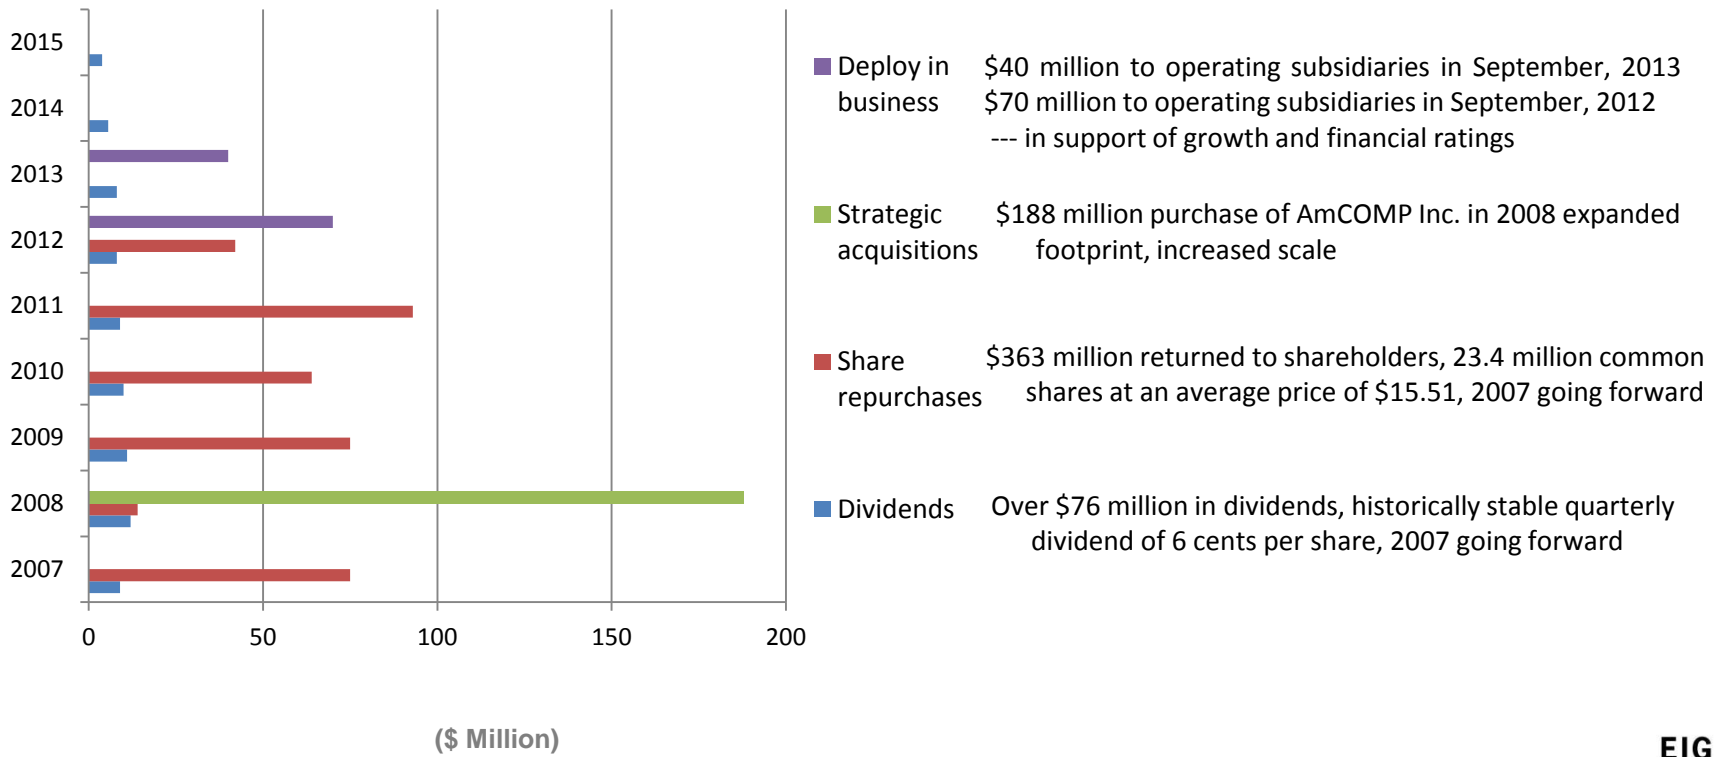 2015
2014
2013
2012
2011
2010
2009
2008
2007
0 50 100 150 200
($ Million)
Deploy in $40 million to operating subsidiaries in September, 2013
business $70 million to operating subsidiaries in September, 2012
--- in support of growth and financial ratings
Strategic $188 million purchase of AmCOMP Inc. in 2008 expanded
acquisitions footprint, increased scale
Share $363 million returned to shareholders, 23.4 million common
repurchases shares at an average price of $15.51, 2007 going forward
Dividends Over $76 million in dividends, historically stable quarterly
dividend of 6 cents per share, 2007 going forward
EIG